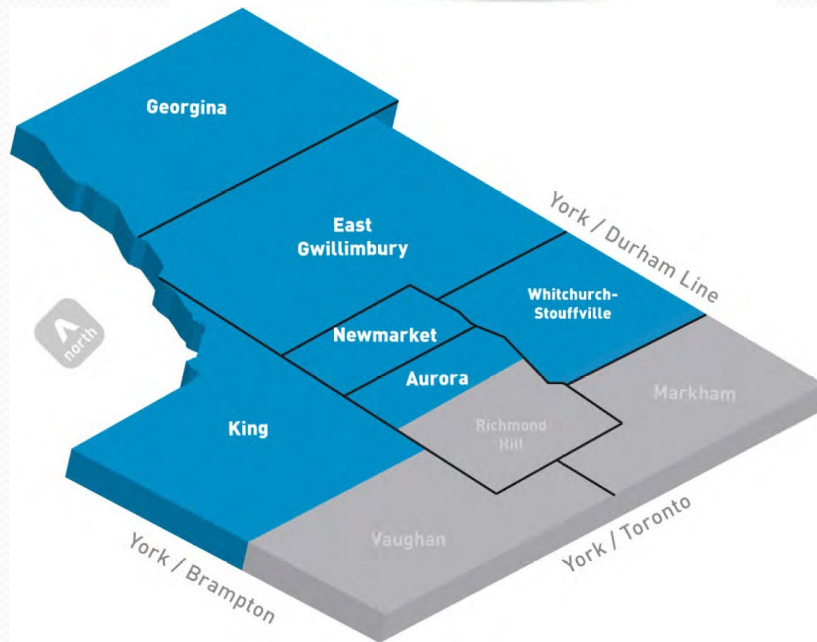 Georgina
East
Gwillimbury
York / Durham Line
Whitchurch-
Stouffville
north
Newmarket
Aurora
Markham
King
Richmond
Hill
Vaughan
York / Toronto
York / Brampton